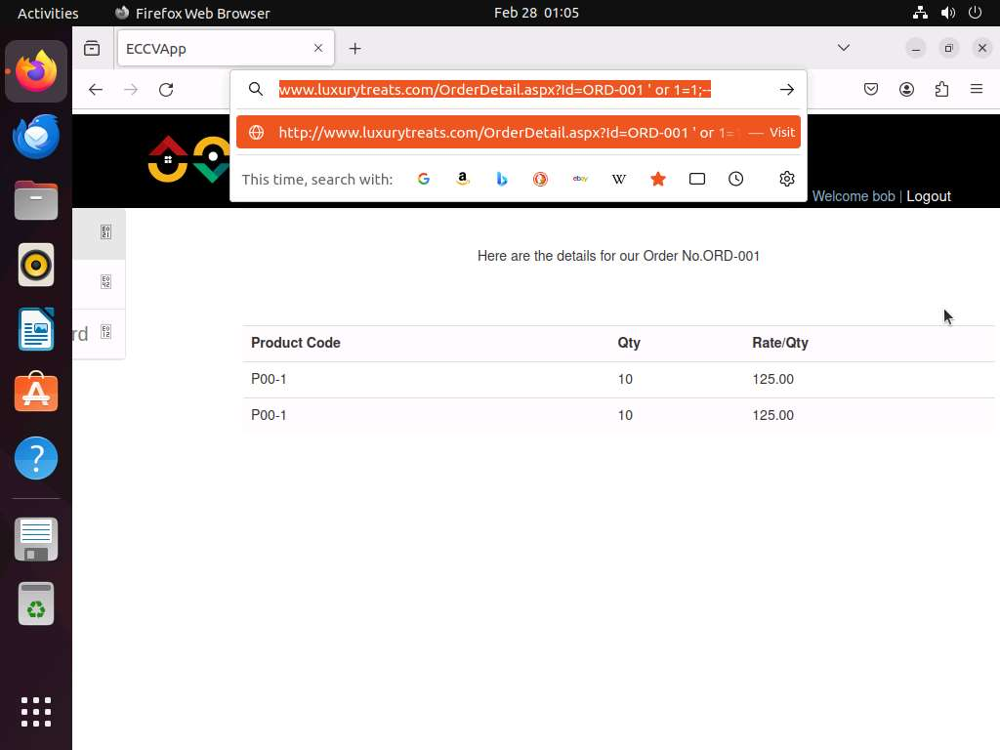 Activities
Firefox Web Browser
Feb 28 01:05
ECCVApp
www.luxurytreats.com/OrderDetail.aspx?Id=ORD-001 ' or 1=1;--
http://www.luxurytreats.com/OrderDetail.aspx?Id=ORD-001 ' or 1=1 — Visit
This time, search with:
Welcome bob | Logout
Here are the details for our Order No.ORD-001
rd
Product Code Qty Rate/Qty
P00-1 10 125.00
P00-1 10 125.00